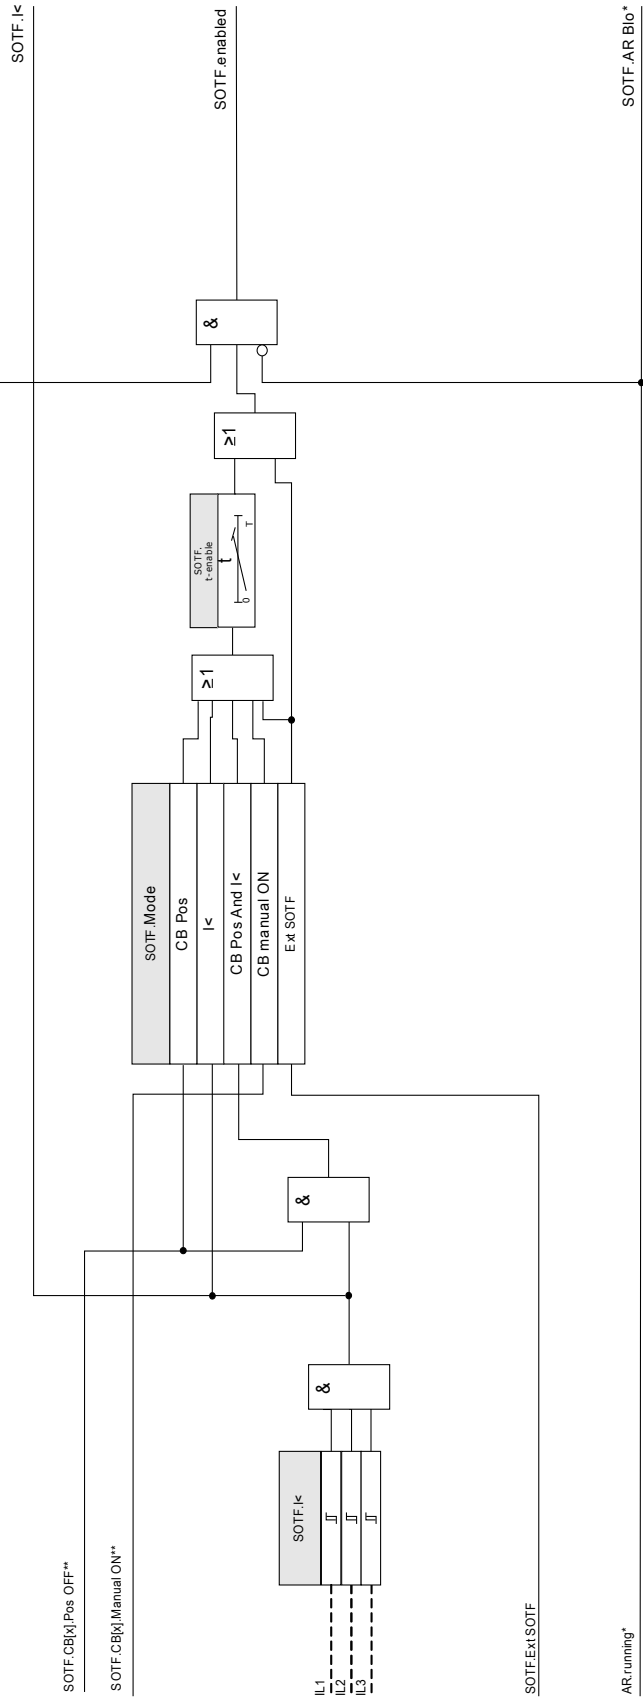 SOTF.CB[x].Pos OFF**
SOTF.CB[x].Manual ON**
IL1
IL2
IL3
SOTF.I<
&
&
SOTF.Ext SOTF
AR.running*
SOTF.Mode
CB Pos
I<
CB Pos And I<
CB manual ON
Ext SOTF
≥1
SOTF.
t-enable
t
0
T
≥1
&
SOTF.I<
SOTF.enabled
SOTF.AR Blo*